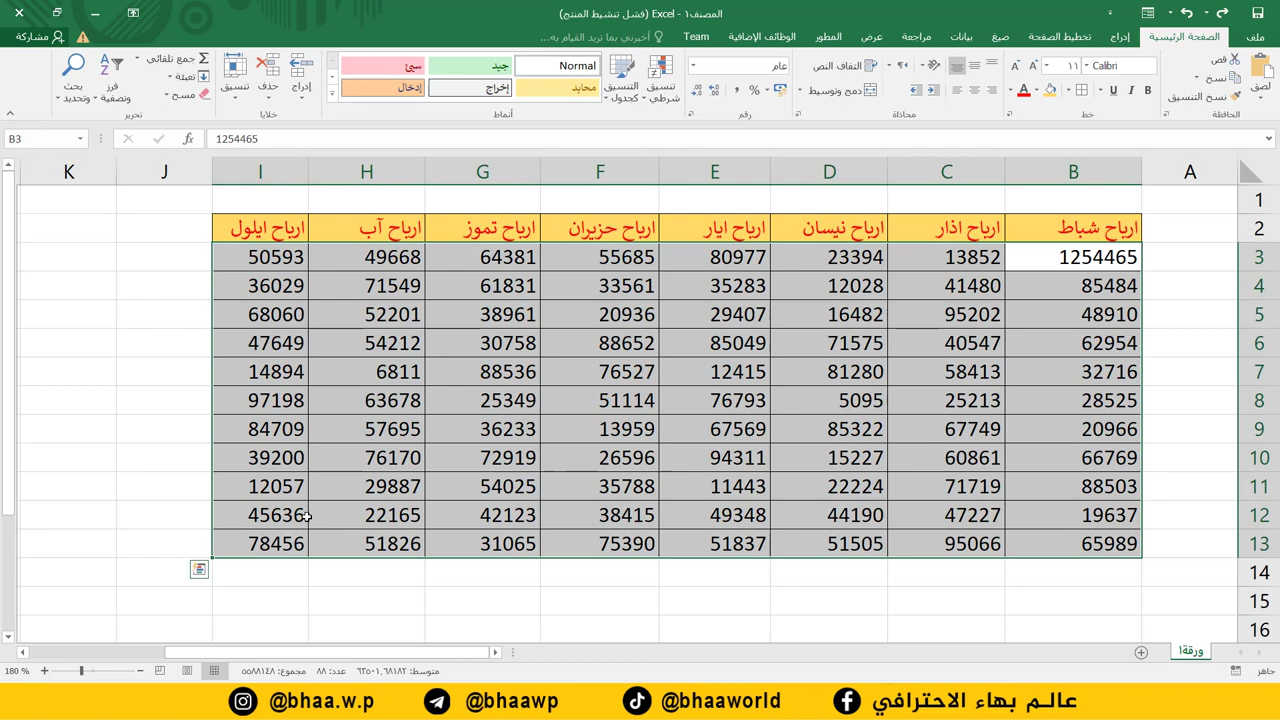 المصنف١ - Excel (فشل تنشيط المنتج)
ملف الصفحة الرئيسية إدراج تخطيط الصفحة صيغ بيانات مراجعة عرض المطور الوظائف الإضافية Team أخبرني بما تريد القيام به... مشاركة
لصق قص نسخ نسخ التنسيق الحافظة
Calibri ١١ B I U خط
التفاف النص دمج وتوسيط محاذاة
عام رقم
تنسيق شرطي التنسيق كجدول Normal جيد سيئ محايد إخراج إدخال أنماط
إدراج حذف تنسيق خلايا
جمع تلقائي تعبئة مسح فرز وتصفية بحث وتحديد تحرير
B3 fx 1254465
A B C D E F G H I J K
1
2 ارباح شباط ارباح اذار ارباح نيسان ارباح ايار ارباح حزيران ارباح تموز ارباح آب ارباح ايلول
3 1254465 13852 23394 80977 55685 64381 49668 50593
4 85484 41480 12028 35283 33561 61831 71549 36029
5 48910 95202 16482 29407 20936 38961 52201 68060
6 62954 40547 71575 85049 88652 30758 54212 47649
7 32716 58413 81280 12415 76527 88536 6811 14894
8 28525 25213 5095 76793 51114 25349 63678 97198
9 20966 67749 85322 67569 13959 36233 57695 84709
10 66769 60861 15227 94311 26596 72919 76170 39200
11 88503 71719 22224 11443 35788 54025 29887 12057
12 19637 47227 44190 49348 38415 42123 22165 45636
13 65989 95066 51505 51837 75390 31065 51826 78456
14
15
16
ورقة١
جاهز متوسط: ٦٣٥٠١,٦٨١٨٢ عدد: ٨٨ مجموع: ٥٥٨٨١٤٨ 180 %
عالم بهاء الاحترافي @bhaaworld @bhaawp @bhaa.w.p